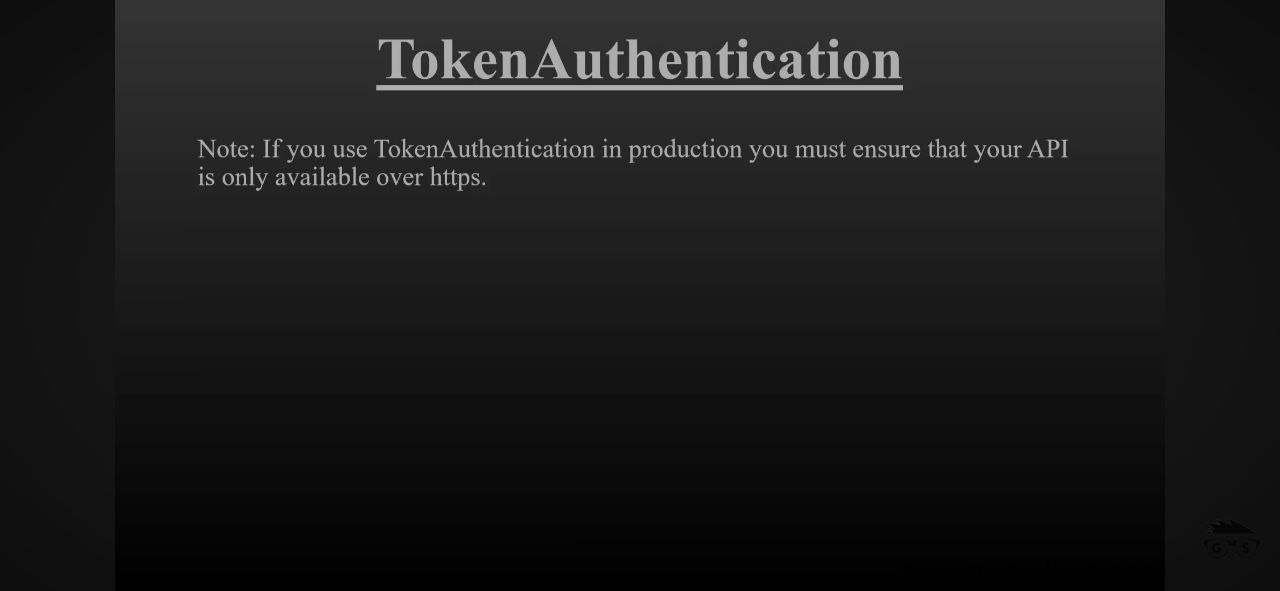 TokenAuthentication
Note: If you use TokenAuthentication in production you must ensure that your API
is only available over https.
G S